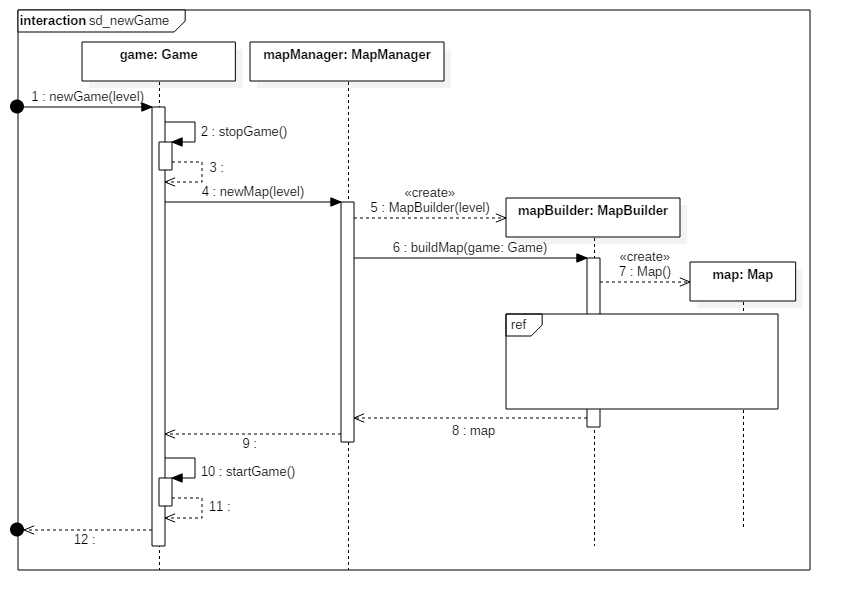 interaction sd_newGame
game: Game
mapManager: MapManager
1 : newGame(level)
2 : stopGame()
3 :
4 : newMap(level)
«create»
5 : MapBuilder(level)
mapBuilder: MapBuilder
6 : buildMap(game: Game)
«create»
7 : Map()
map: Map
ref
8 : map
9 :
10 : startGame()
11 :
12 :